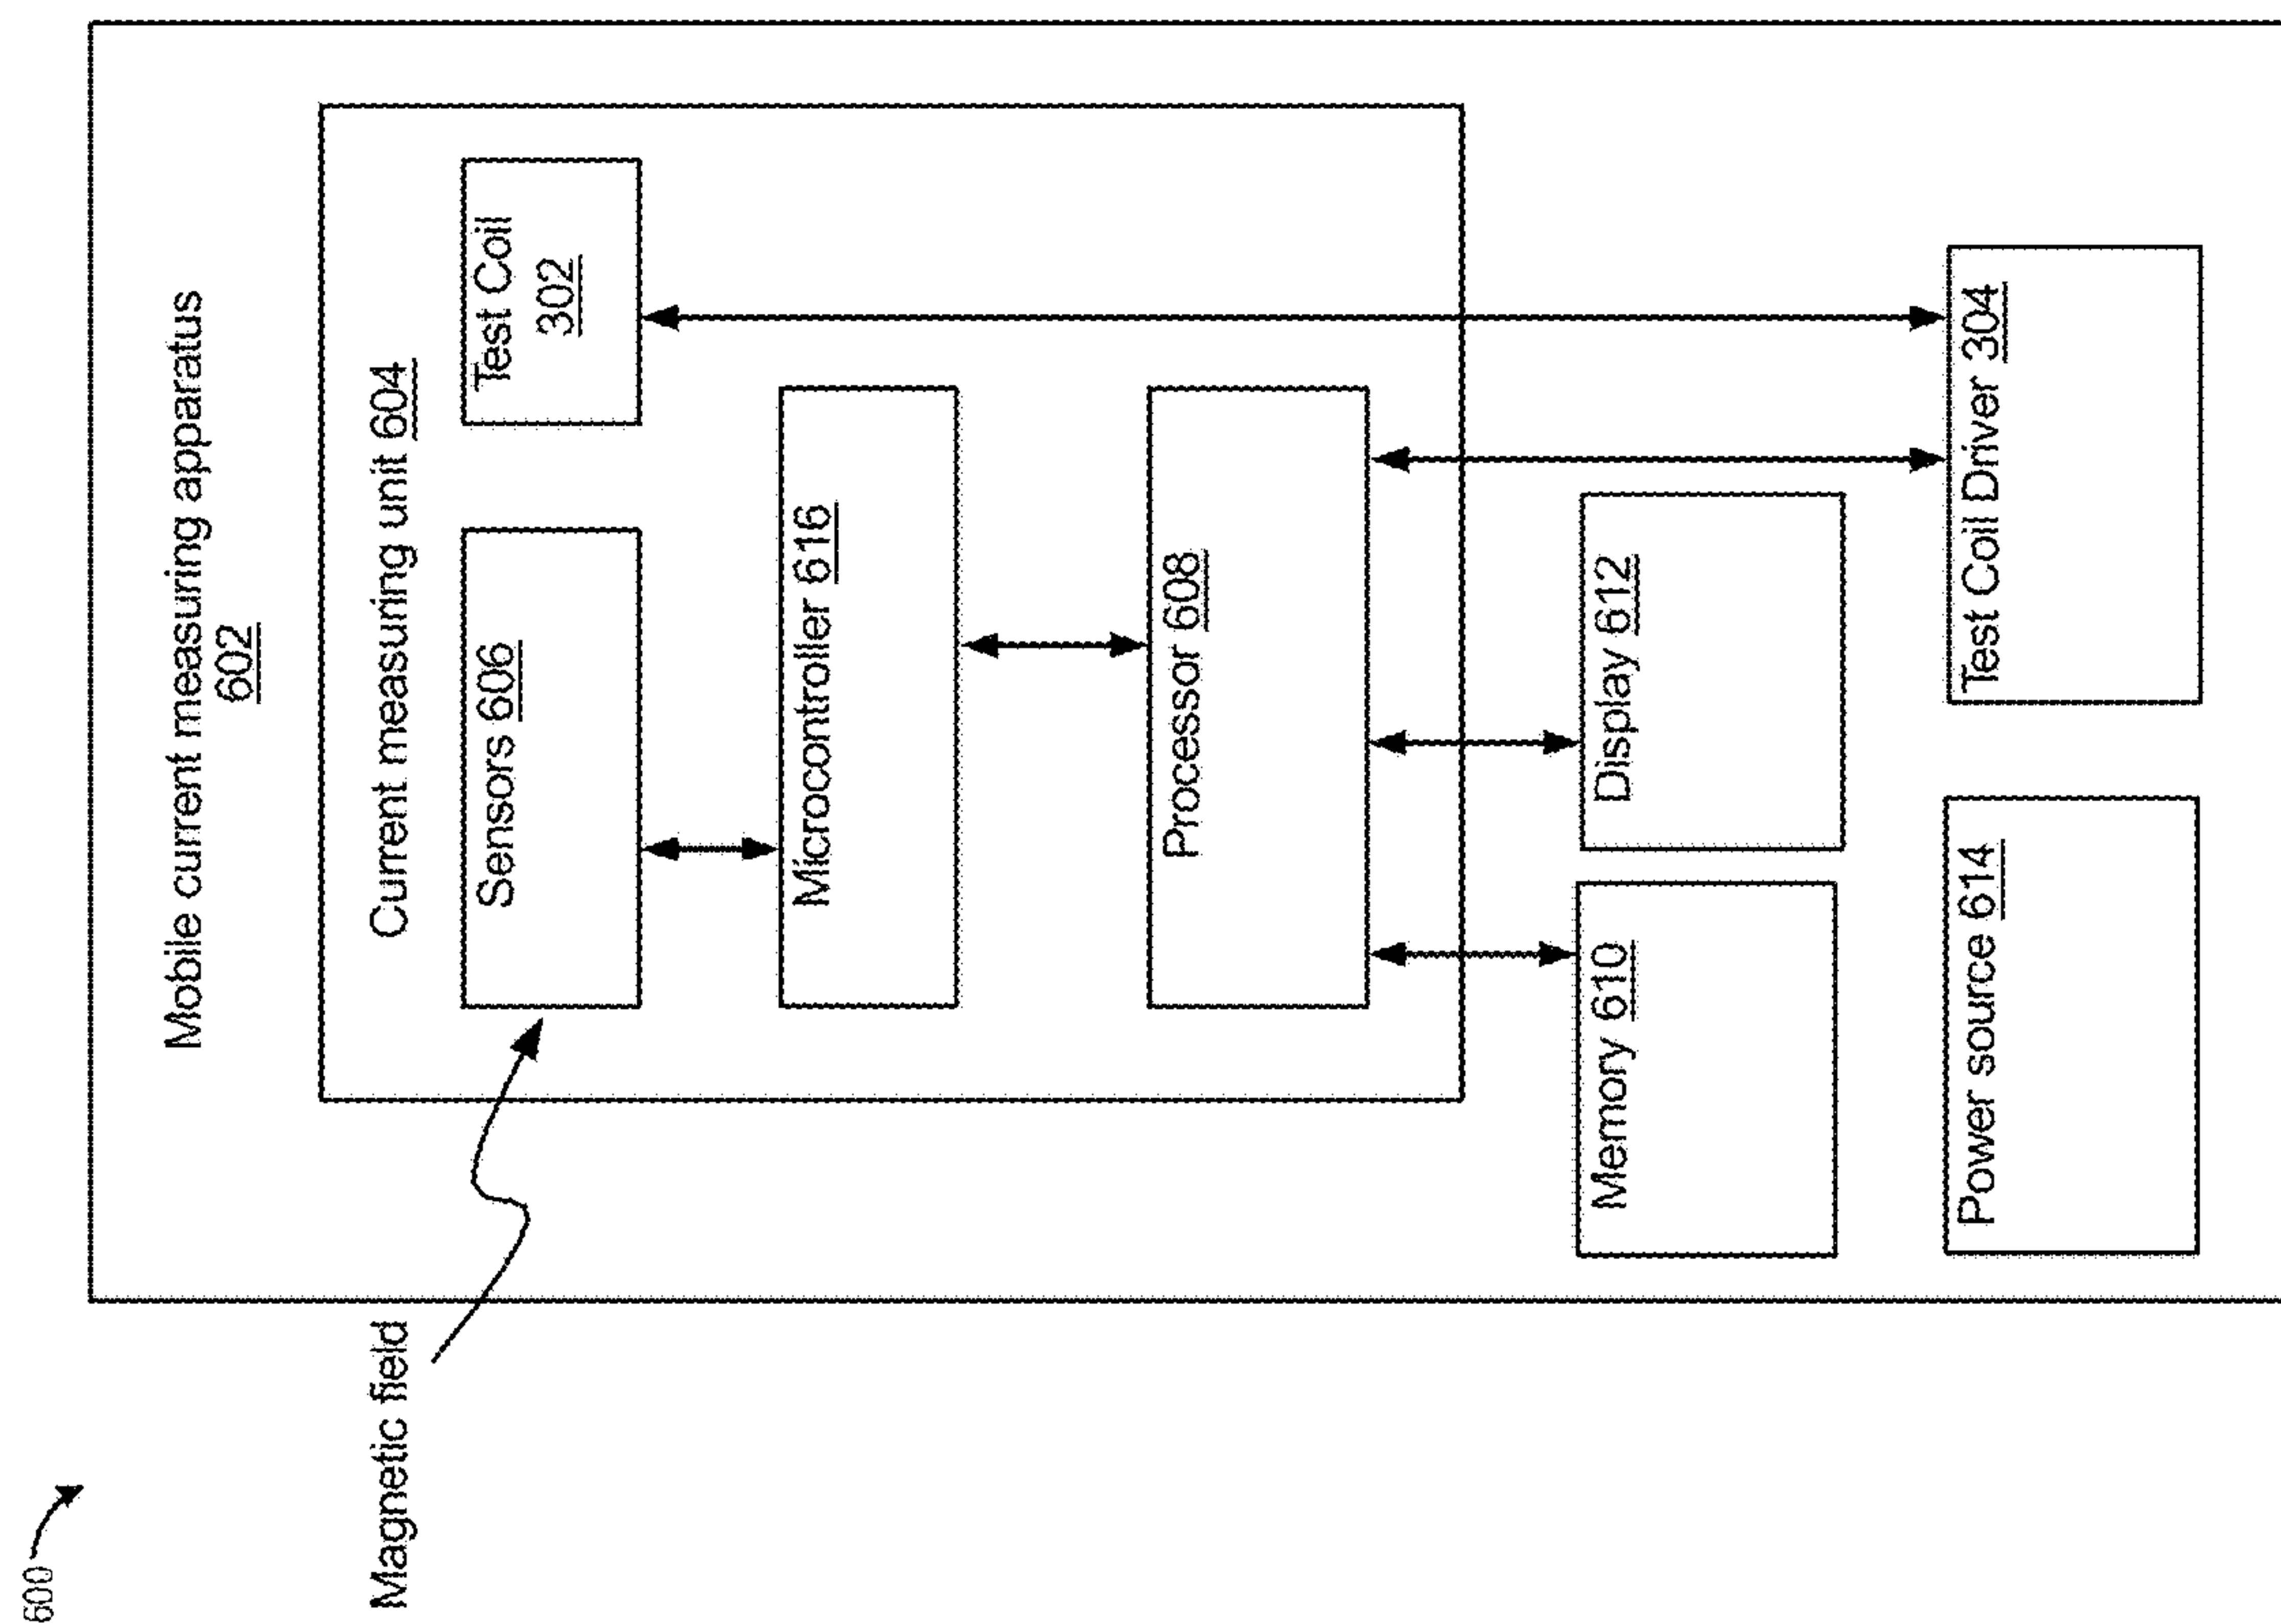 600
Mobile current measuring apparatus
602
Magnetic field
Current measuring unit 604
Sensors 606
Test Coil
302
Microcontroller 616
Processor 608
Memory 610
Display 612
Power source 614
Test Coil Driver 304